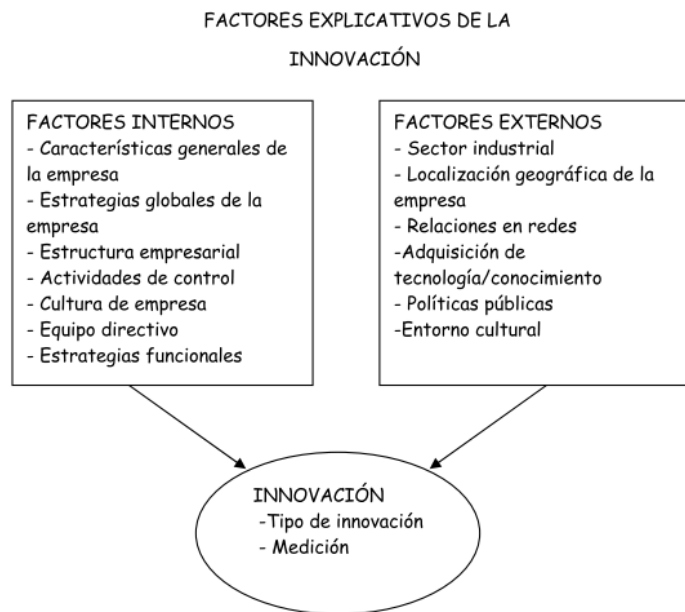 FACTORES EXPLICATIVOS DE LA
INNOVACIÓN
FACTORES INTERNOS
- Características generales de
la empresa
- Estrategias globales de la
empresa
- Estructura empresarial
- Actividades de control
- Cultura de empresa
- Equipo directivo
- Estrategias funcionales
FACTORES EXTERNOS
- Sector industrial
- Localización geográfica de la
empresa
- Relaciones en redes
-Adquisición de
tecnología/conocimiento
- Políticas públicas
-Entorno cultural
INNOVACIÓN
-Tipo de innovación
- Medición